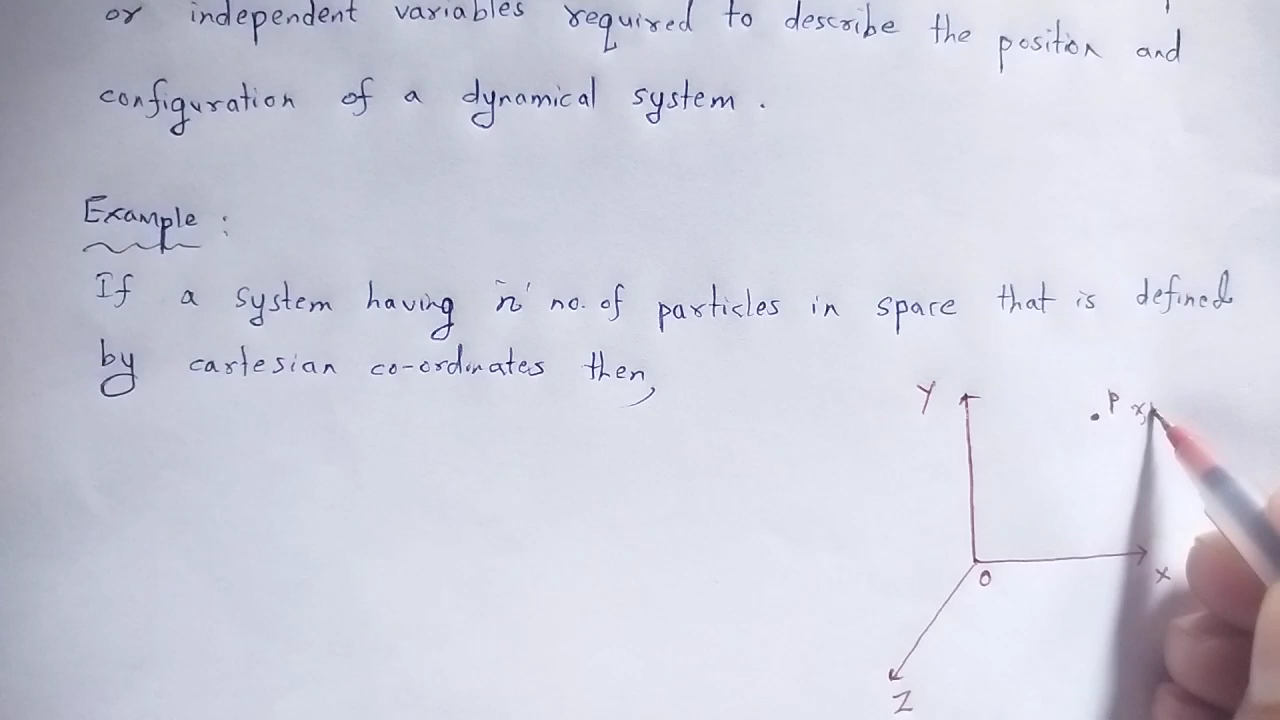 or independent variables required to describe the position and
configuration of a dynamical system.
Example :
If a system having 'n' no. of particles in space that is defined
by cartesian co-ordinates then,
Y
P x,
O
X
Z